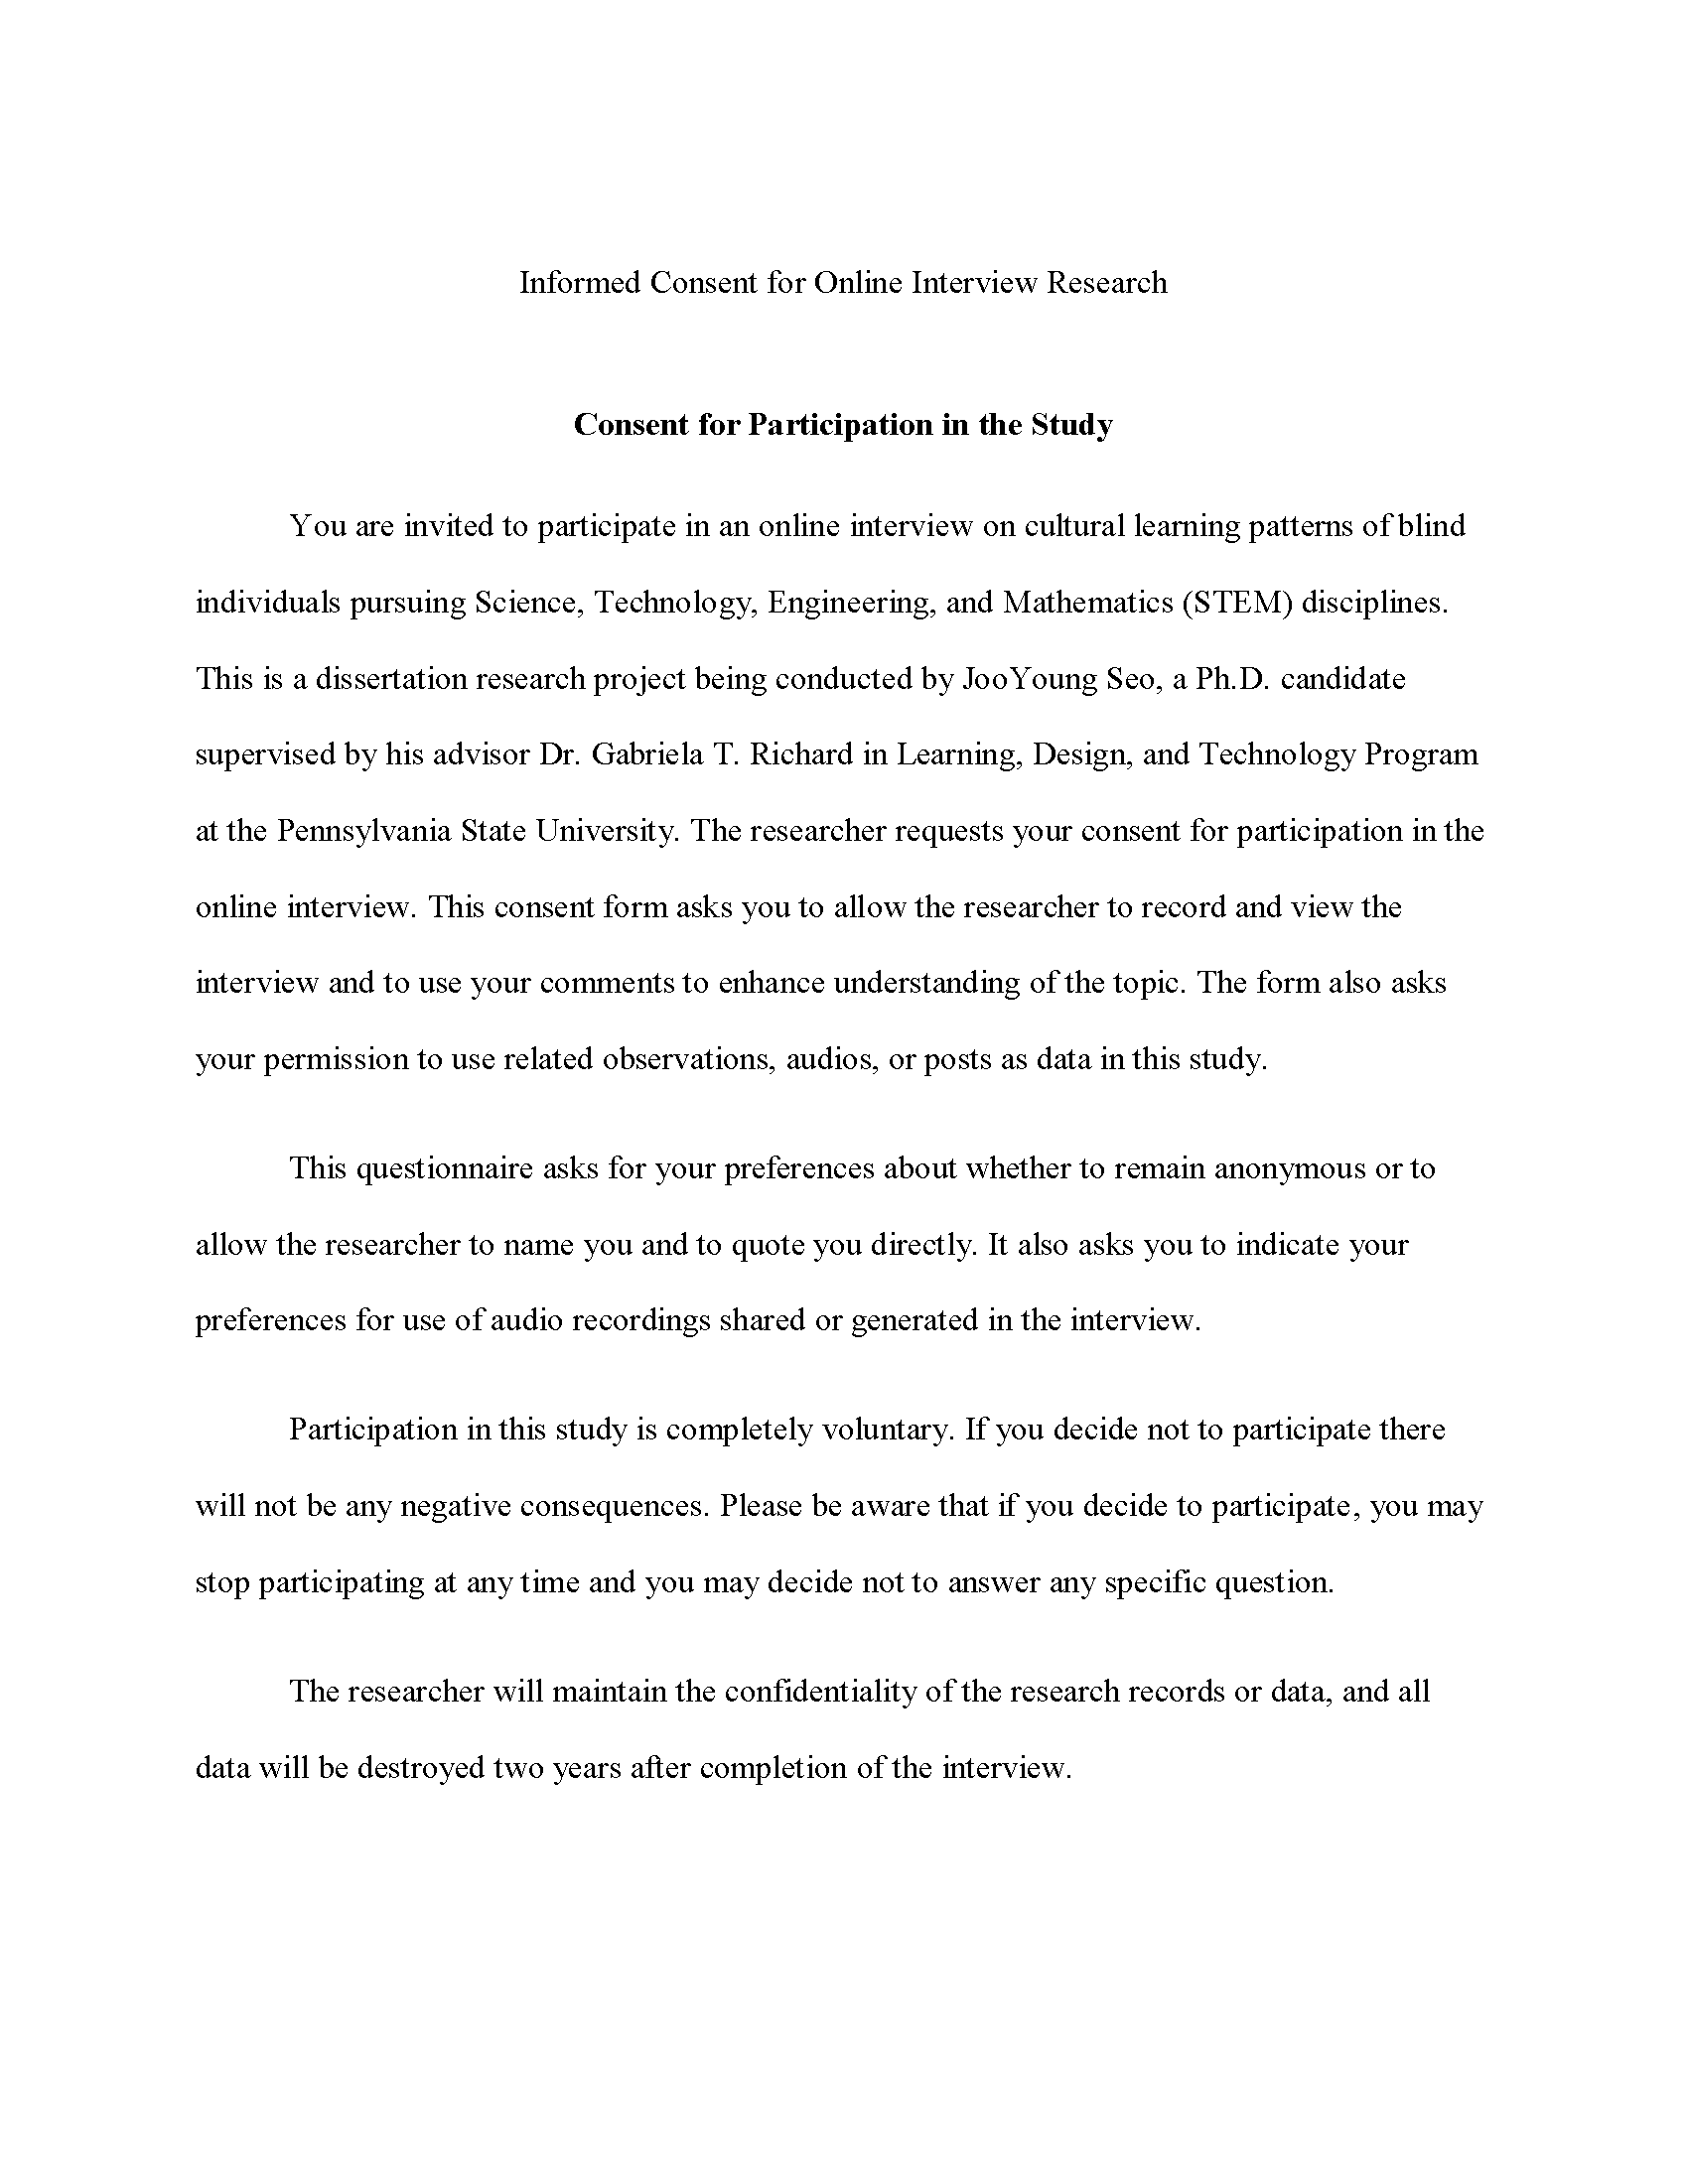 Informed Consent for Online Interview Research
Consent for Participation in the Study
You are invited to participate in an online interview on cultural learning patterns of blind
individuals pursuing Science, Technology, Engineering, and Mathematics (STEM) disciplines.
This is a dissertation research project being conducted by JooYoung Seo, a Ph.D. candidate
supervised by his advisor Dr. Gabriela T. Richard in Learning, Design, and Technology Program
at the Pennsylvania State University. The researcher requests your consent for participation in the
online interview. This consent form asks you to allow the researcher to record and view the
interview and to use your comments to enhance understanding of the topic. The form also asks
your permission to use related observations, audios, or posts as data in this study.
This questionnaire asks for your preferences about whether to remain anonymous or to
allow the researcher to name you and to quote you directly. It also asks you to indicate your
preferences for use of audio recordings shared or generated in the interview.
Participation in this study is completely voluntary. If you decide not to participate there
will not be any negative consequences. Please be aware that if you decide to participate, you may
stop participating at any time and you may decide not to answer any specific question.
The researcher will maintain the confidentiality of the research records or data, and all
data will be destroyed two years after completion of the interview.